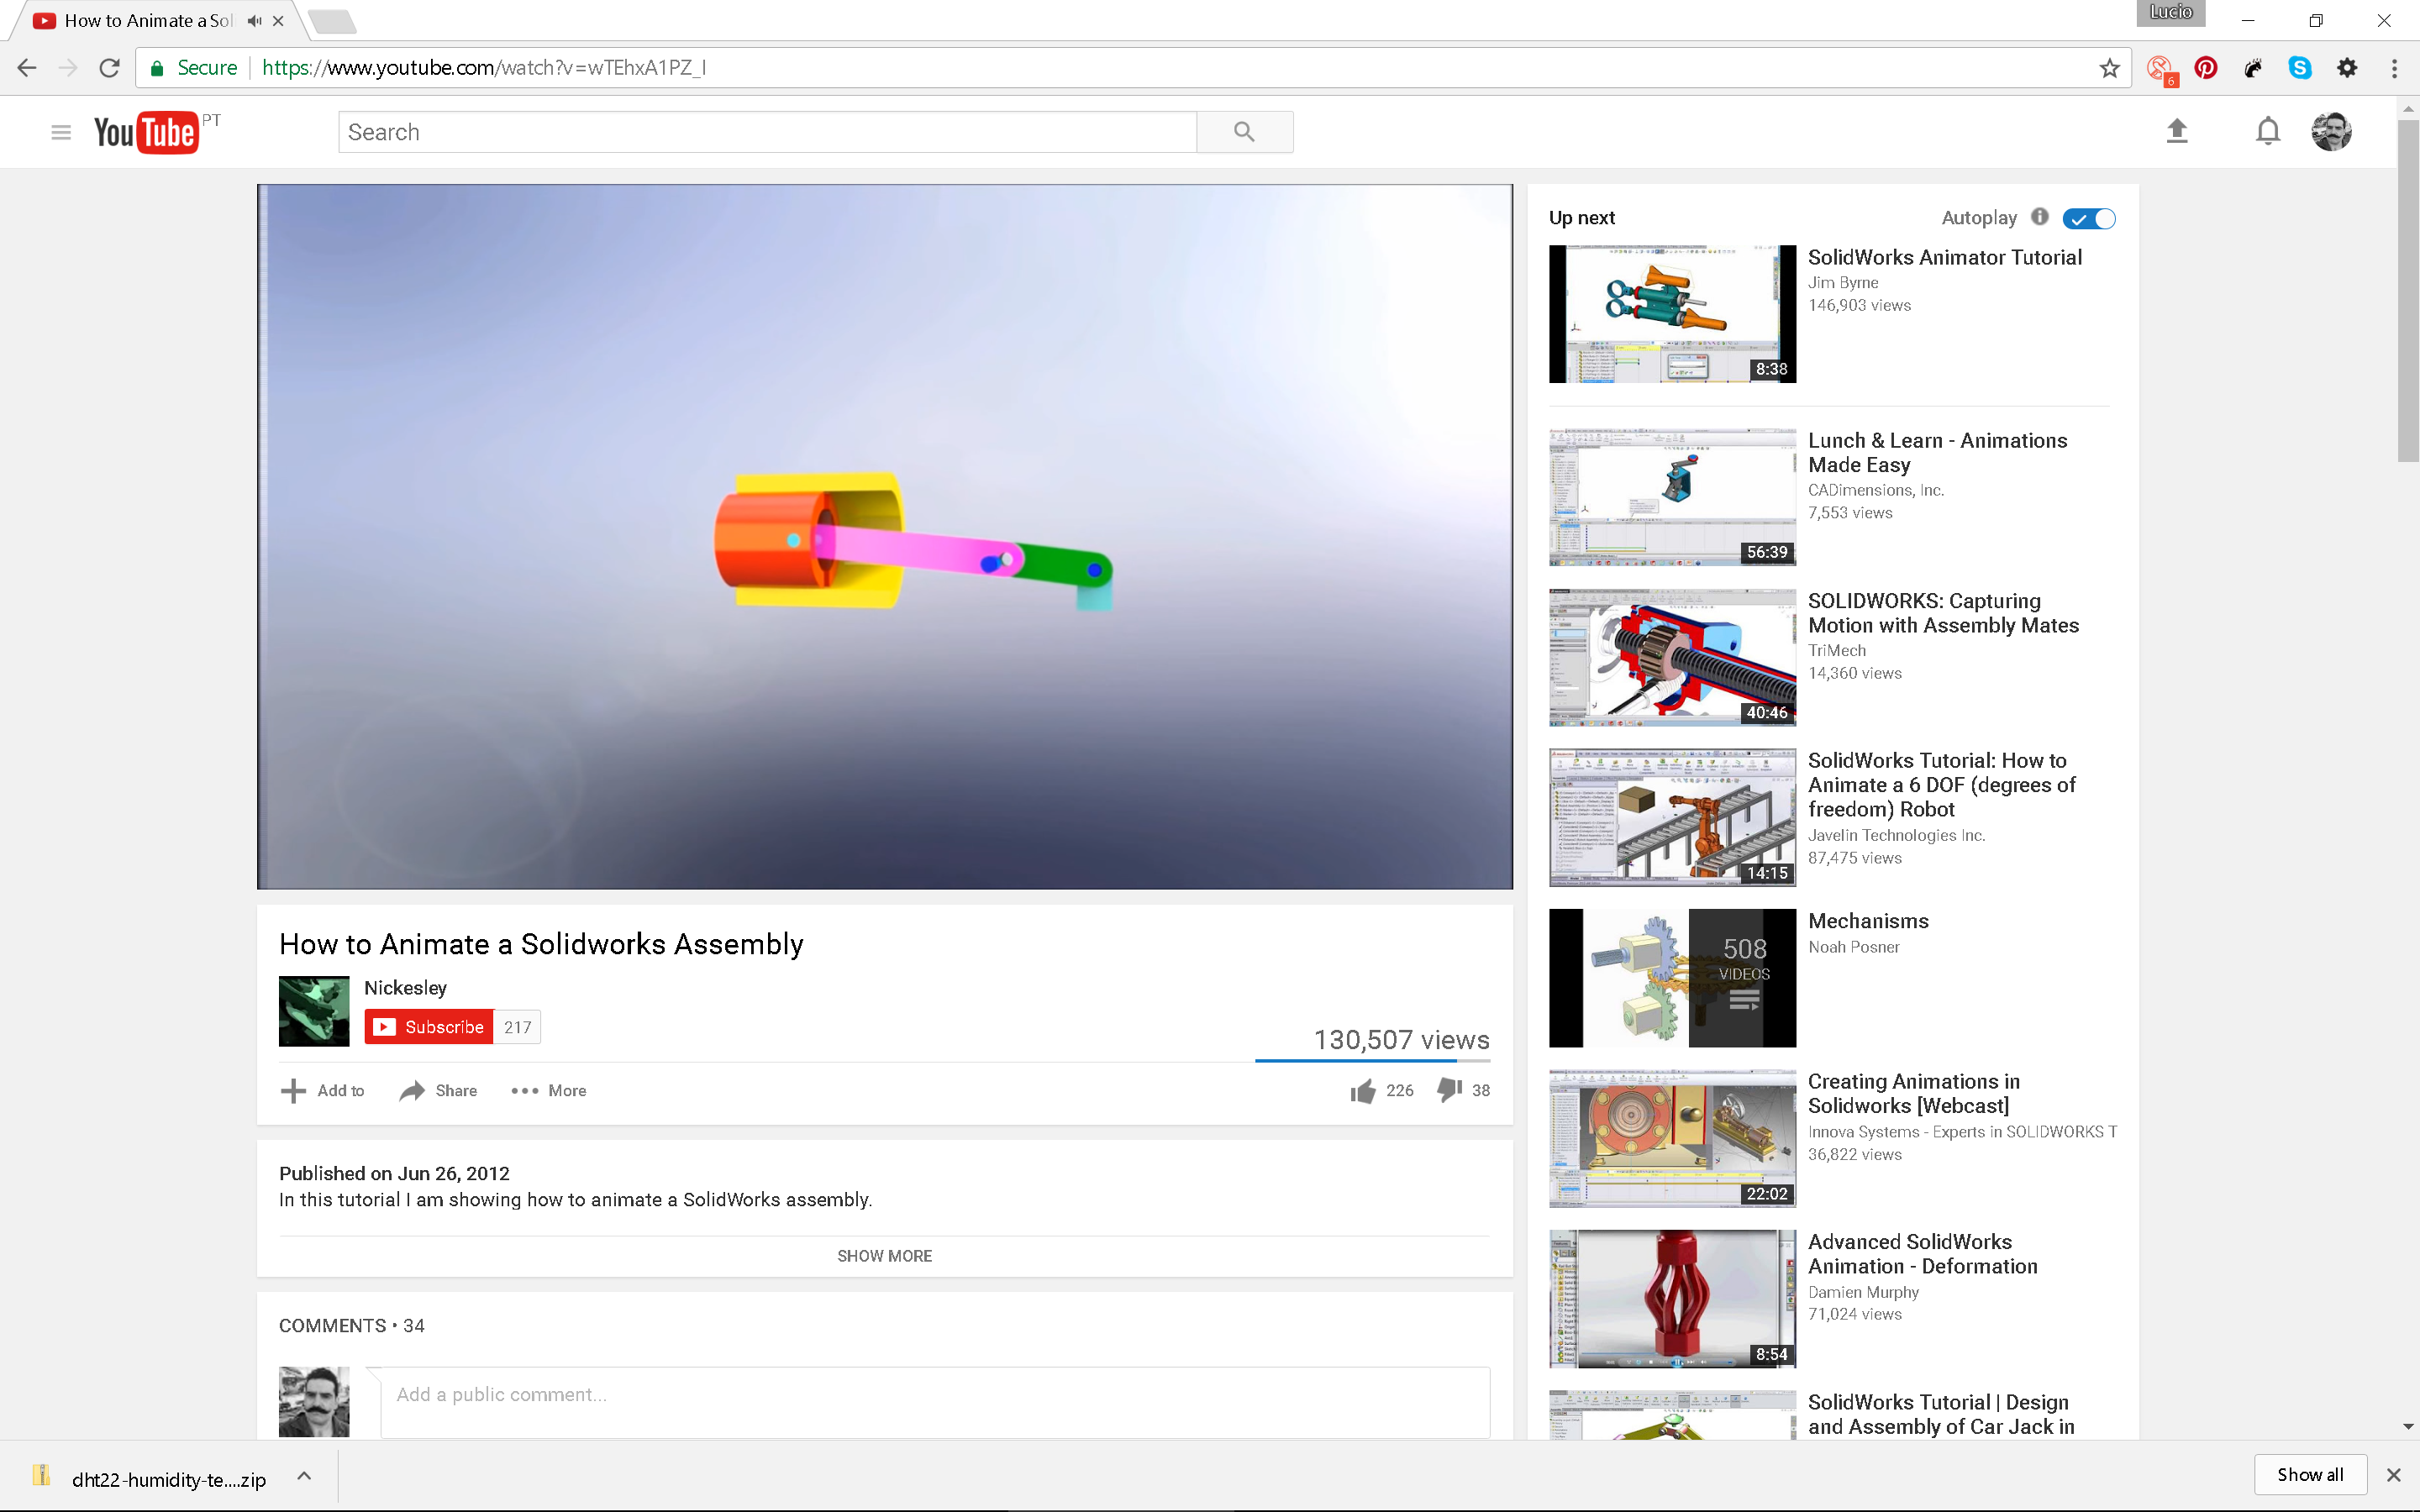 How to Animate a Sol
Lucio
Secure
https://www.youtube.com/watch?v=wTEhxA1PZ_I
6
YouTube PT
Search
Up next
Autoplay
8:38
SolidWorks Animator Tutorial
Jim Byrne
146,903 views
56:39
Lunch & Learn - Animations
Made Easy
CADimensions, Inc.
7,553 views
40:46
SOLIDWORKS: Capturing
Motion with Assembly Mates
TriMech
14,360 views
14:15
SolidWorks Tutorial: How to
Animate a 6 DOF (degrees of
freedom) Robot
Javelin Technologies Inc.
87,475 views
508
VIDEOS
Mechanisms
Noah Posner
22:02
Creating Animations in
Solidworks [Webcast]
Innova Systems - Experts in SOLIDWORKS T
36,822 views
8:54
Advanced SolidWorks
Animation - Deformation
Damien Murphy
71,024 views
SolidWorks Tutorial | Design
and Assembly of Car Jack in
How to Animate a Solidworks Assembly
Nickesley
Subscribe 217
130,507 views
Add to
Share
More
226
38
Published on Jun 26, 2012
In this tutorial I am showing how to animate a SolidWorks assembly.
SHOW MORE
COMMENTS • 34
Add a public comment...
dht22-humidity-te....zip
Show all